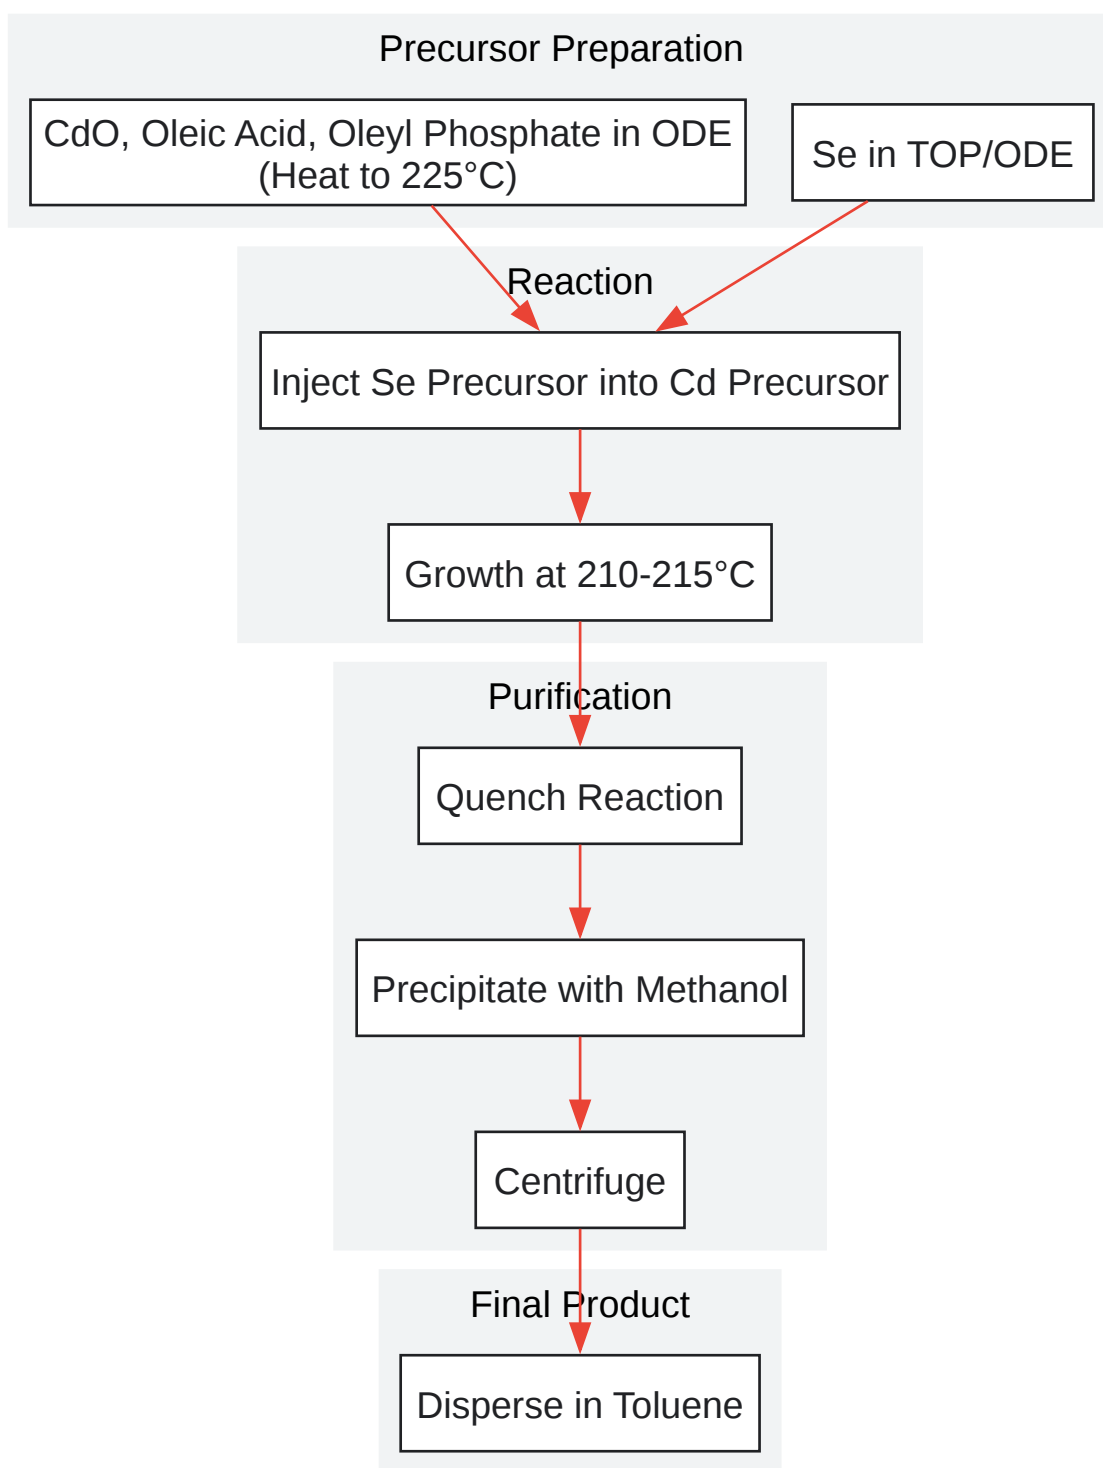 Precursor Preparation
CdO, Oleic Acid, Oleyl Phosphate in ODE
(Heat to 225°C)
Se in TOP/ODE
Reaction
Inject Se Precursor into Cd Precursor
Growth at 210-215°C
Purification
Quench Reaction
Precipitate with Methanol
Centrifuge
Final Product
Disperse in Toluene